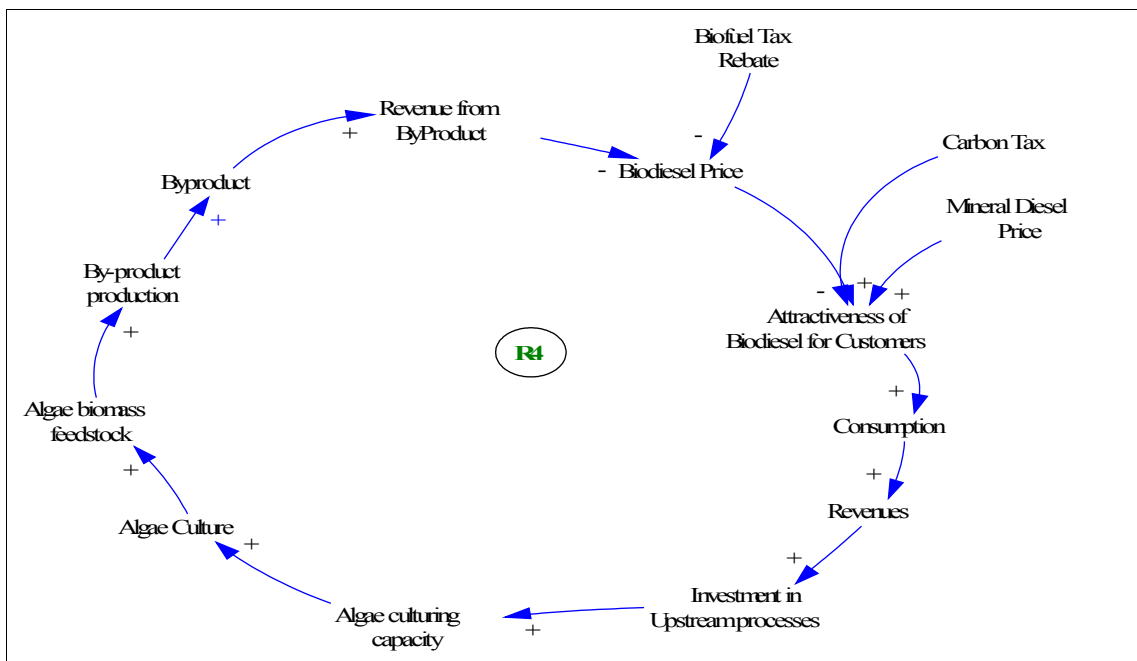 Biofuel Tax
Rebate
Revenue from
ByProduct
+
-
-
Biodiesel Price
Carbon Tax
Byproduct
+
Mineral Diesel
Price
By-product
production
+
-
+
+
Attractiveness of
Biodiesel for Customers
R4
+
Consumption
Algae biomass
feedstock
+
+
Revenues
Algae Culture
+
+
Investment in
Upstream processes
Algae culturing
capacity
+